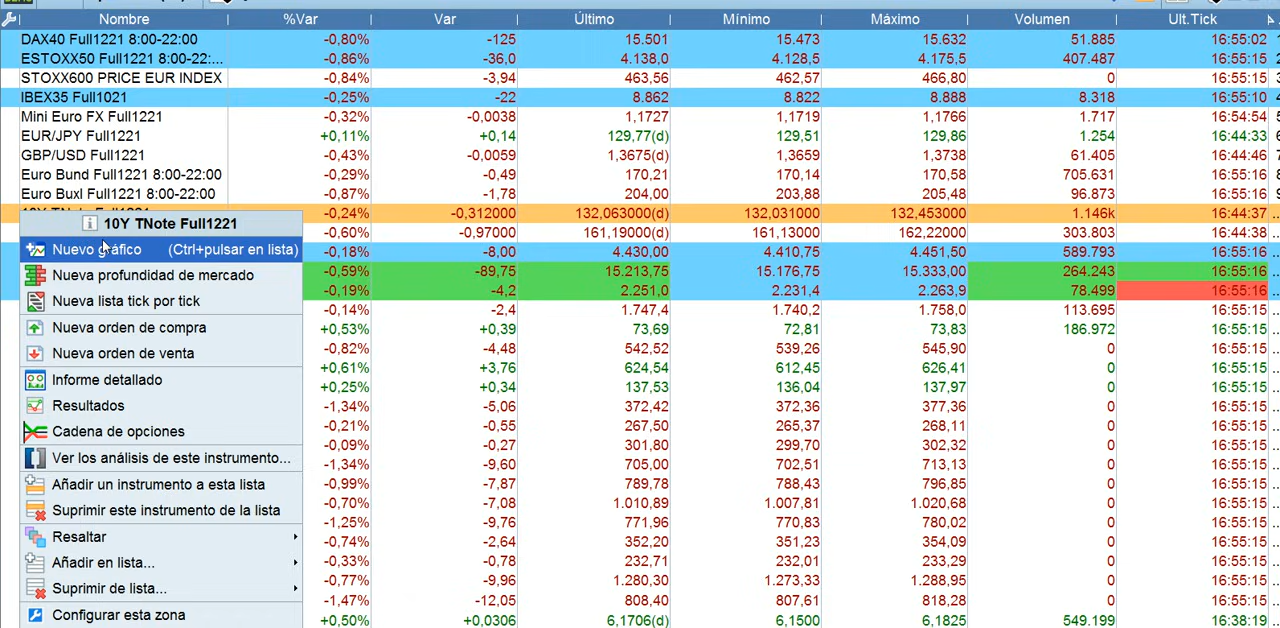 Nombre %Var Var Último Mínimo Máximo Volumen Ult.Tick
DAX40 Full1221 8:00-22:00 -0,80% -125 15.501 15.473 15.632 51.885 16:55:02
ESTOXX50 Full1221 8:00-22:... -0,86% -36,0 4.138,0 4.128,5 4.175,5 407.487 16:55:15
STOXX600 PRICE EUR INDEX -0,84% -3,94 463,56 462,57 466,80 0 16:55:15
IBEX35 Full1021 -0,25% -22 8.862 8.822 8.888 8.318 16:55:10
Mini Euro FX Full1221 -0,32% -0,0038 1,1727 1,1719 1,1766 1.717 16:54:54
EUR/JPY Full1221 +0,11% +0,14 129,77(d) 129,51 129,86 1.254 16:44:33
GBP/USD Full1221 -0,43% -0,0059 1,3675(d) 1,3659 1,3738 61.405 16:44:46
Euro Bund Full1221 8:00-22:00 -0,29% -0,49 170,21 170,14 170,58 705.631 16:55:15
Euro Buxl Full1221 8:00-22:00 -0,87% -1,78 204,00 203,88 205,48 96.873 16:55:15
-0,24% -0,312000 132,063000(d) 132,031000 132,453000 1.146k 16:44:37
10Y TNote Full1221
-0,60% -0,97000 161,19000(d) 161,13000 162,22000 303.803 16:44:38
Nuevo gráfico (Ctrl+pulsar en lista) -0,18% -8,00 4.430,00 4.410,75 4.451,50 589.793 16:55:16
Nueva profundidad de mercado -0,59% -89,75 15.213,75 15.176,75 15.333,00 264.243 16:55:16
Nueva lista tick por tick -0,19% -4,2 2.251,0 2.231,4 2.263,9 78.499 16:55:16
-0,14% -2,4 1.747,4 1.740,2 1.758,0 113.695 16:55:15
Nueva orden de compra +0,53% +0,39 73,69 72,81 73,83 186.972 16:55:15
Nueva orden de venta -0,82% -4,48 542,52 539,26 545,90 0 16:55:15
+0,61% +3,76 624,54 612,45 626,41 0 16:55:15
Informe detallado +0,25% +0,34 137,53 136,04 137,97 0 16:55:15
Resultados -1,34% -5,06 372,42 372,36 377,36 0 16:55:15
Cadena de opciones -0,21% -0,55 267,50 265,37 268,11 0 16:55:15
-0,09% -0,27 301,80 299,70 302,32 0 16:55:15
Ver los análisis de este instrumento... -1,34% -9,60 705,00 702,51 713,13 0 16:55:15
Añadir un instrumento a esta lista -0,99% -7,87 789,78 788,43 796,85 0 16:55:15
Suprimir este instrumento de la lista -0,70% -7,08 1.010,89 1.007,81 1.020,68 0 16:55:15
-1,25% -9,76 771,96 770,83 780,02 0 16:55:15
Resaltar -0,74% -2,64 352,20 351,23 354,09 0 16:55:15
Añadir en lista... -0,33% -0,78 232,71 232,01 233,29 0 16:55:15
Suprimir de lista... -0,77% -9,96 1.280,30 1.273,33 1.288,95 0 16:55:15
-1,47% -12,05 808,40 807,61 818,28 0 16:55:15
Configurar esta zona +0,50% +0,0306 6,1706(d) 6,1500 6,1825 549.199 16:38:19